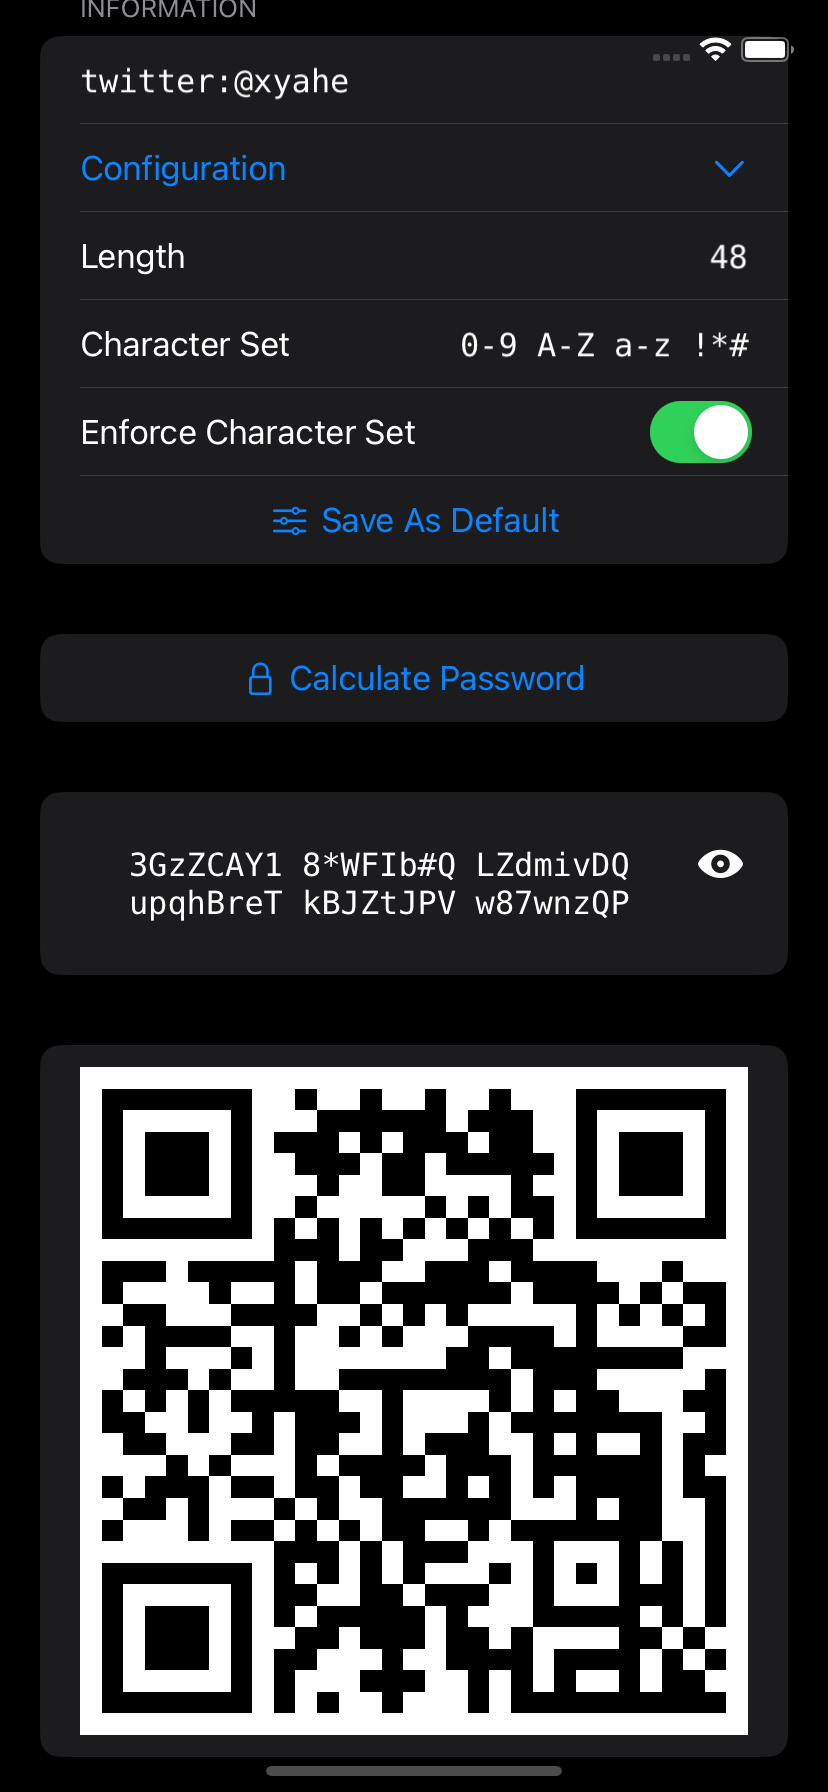 INFORMATION
twitter:@xyahe
Configuration
Length 48
Character Set 0-9 A-Z a-z !*#
Enforce Character Set
Save As Default
Calculate Password
3GzZCAY1 8*WFIb#Q LZdmivDQ
upqhBreT kBJZtJPV w87wnzQP